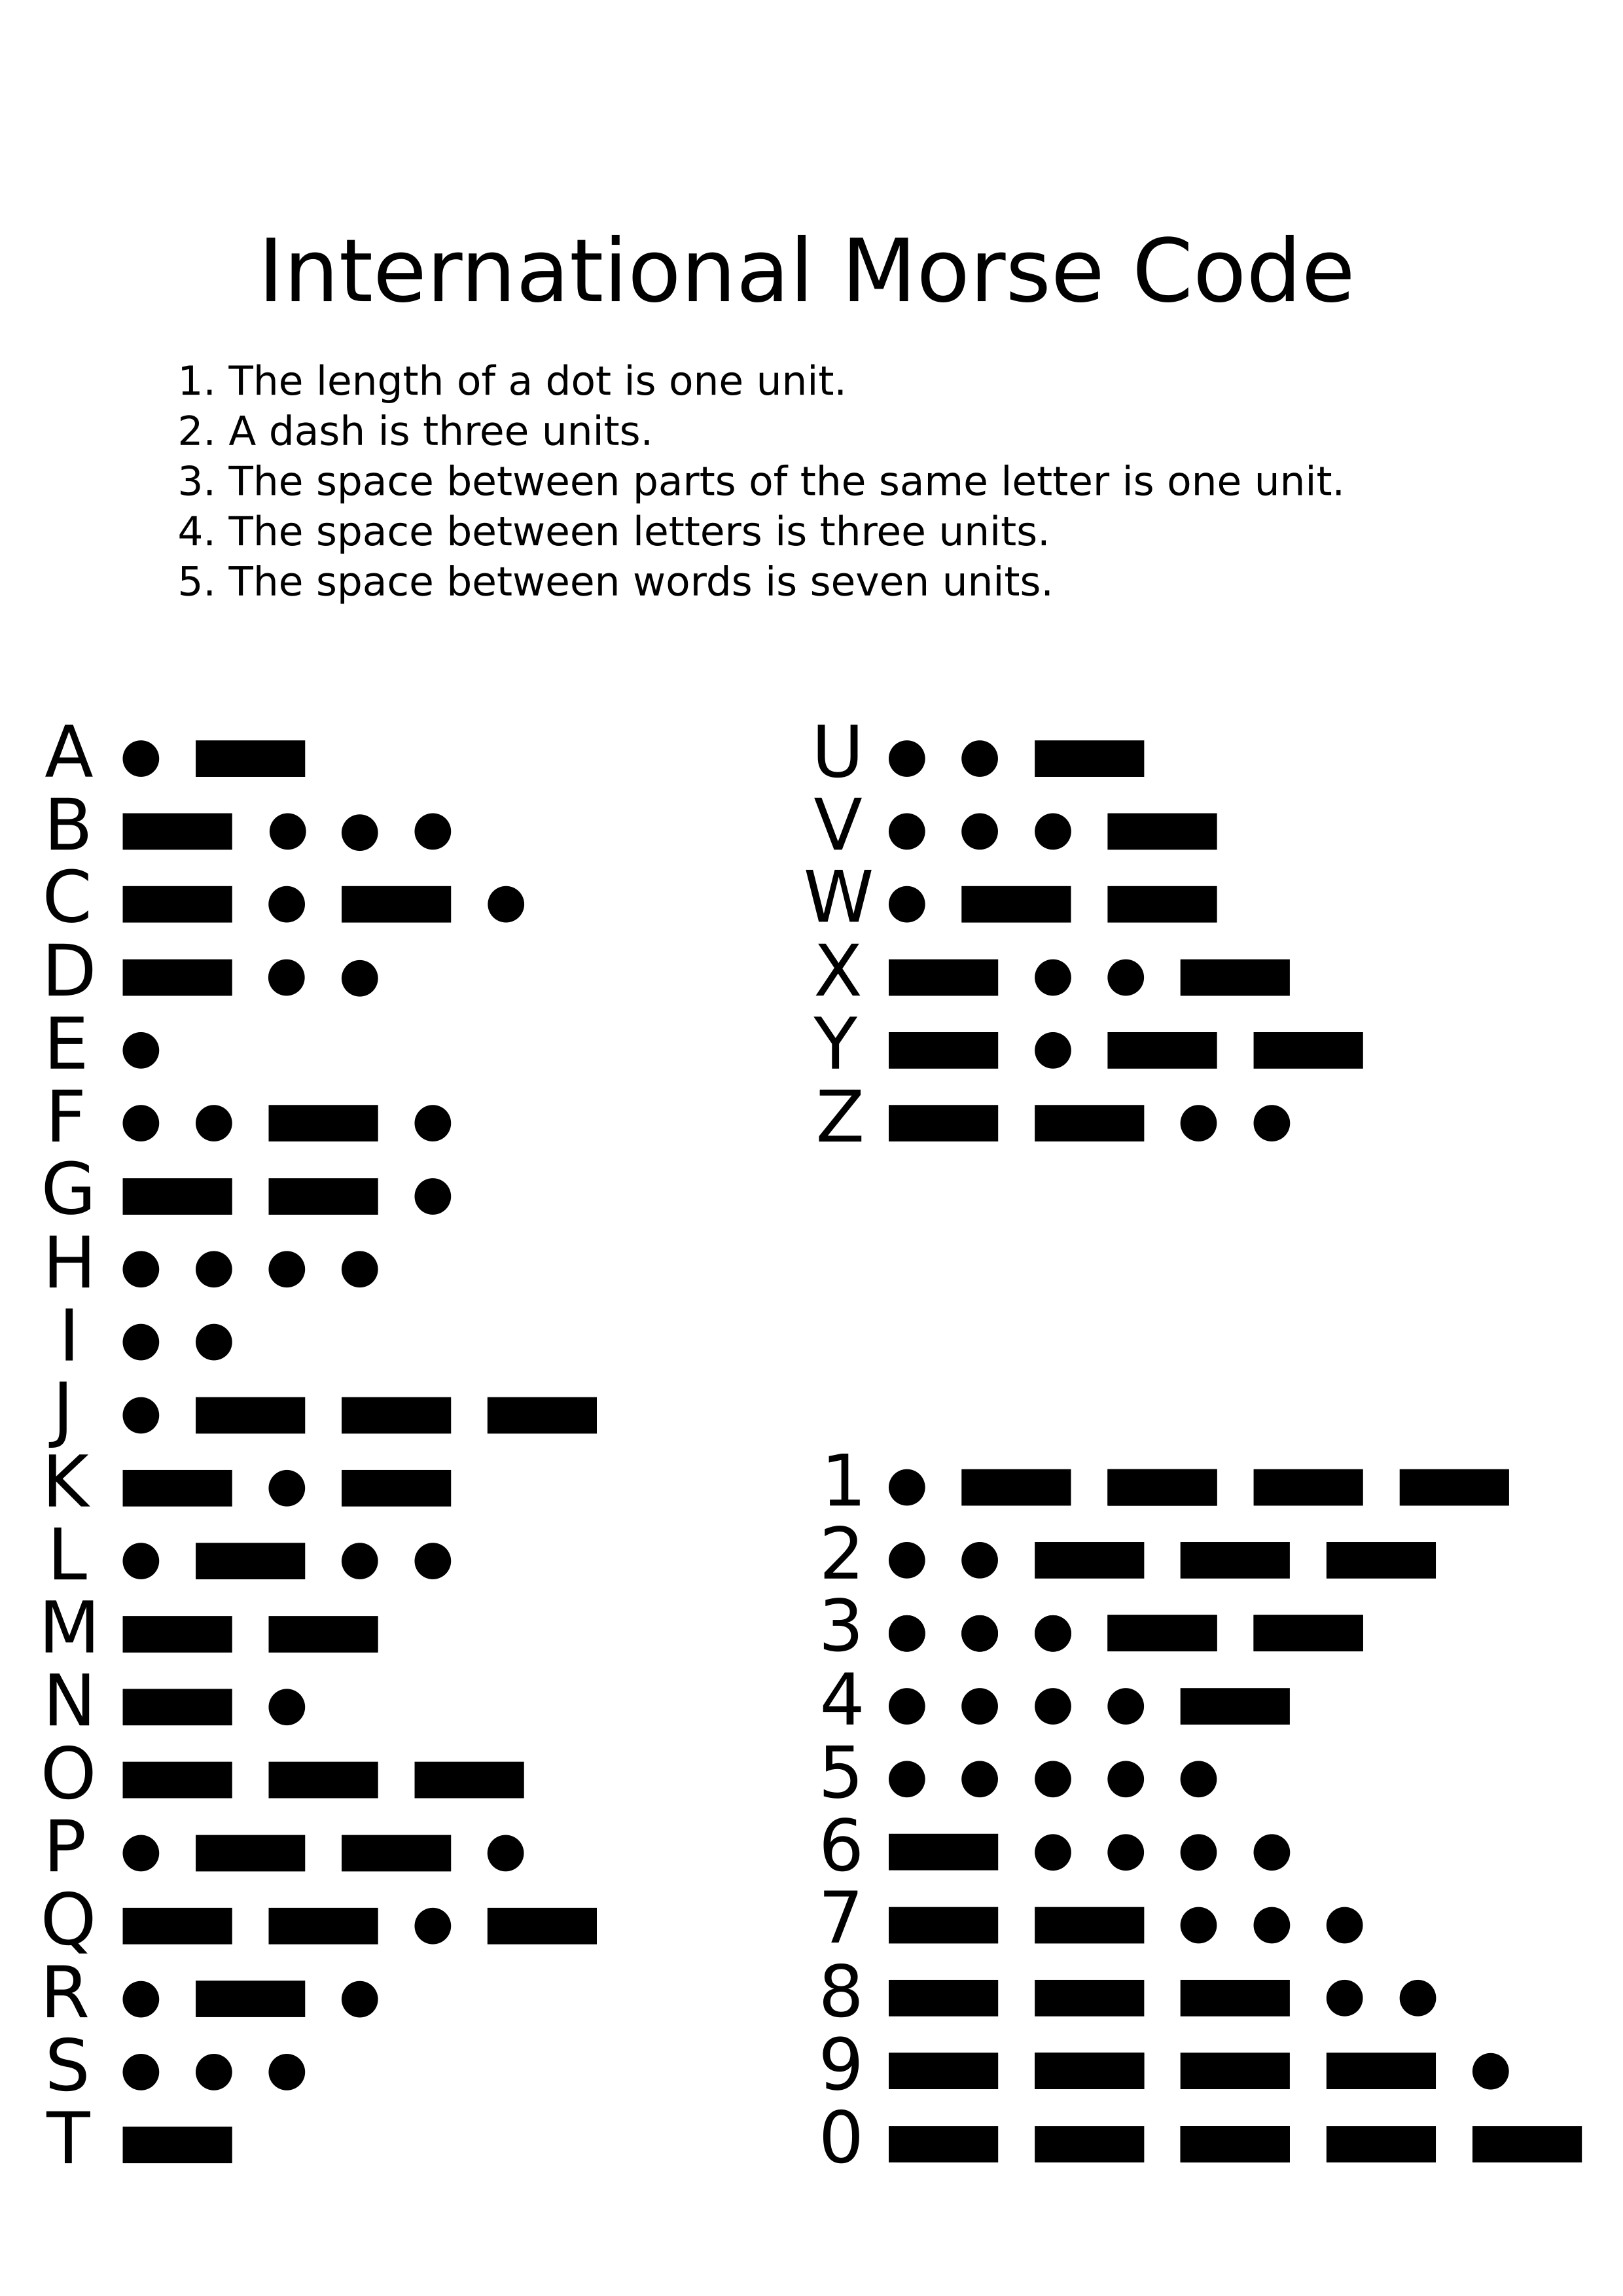 International Morse Code
1. The length of a dot is one unit.
2. A dash is three units.
3. The space between parts of the same letter is one unit.
4. The space between letters is three units.
5. The space between words is seven units.
A
B
C
D
E
F
G
H
I
J
K
L
M
N
O
P
Q
R
S
T
U
V
W
X
Y
Z
1
2
3
4
5
6
7
8
9
0